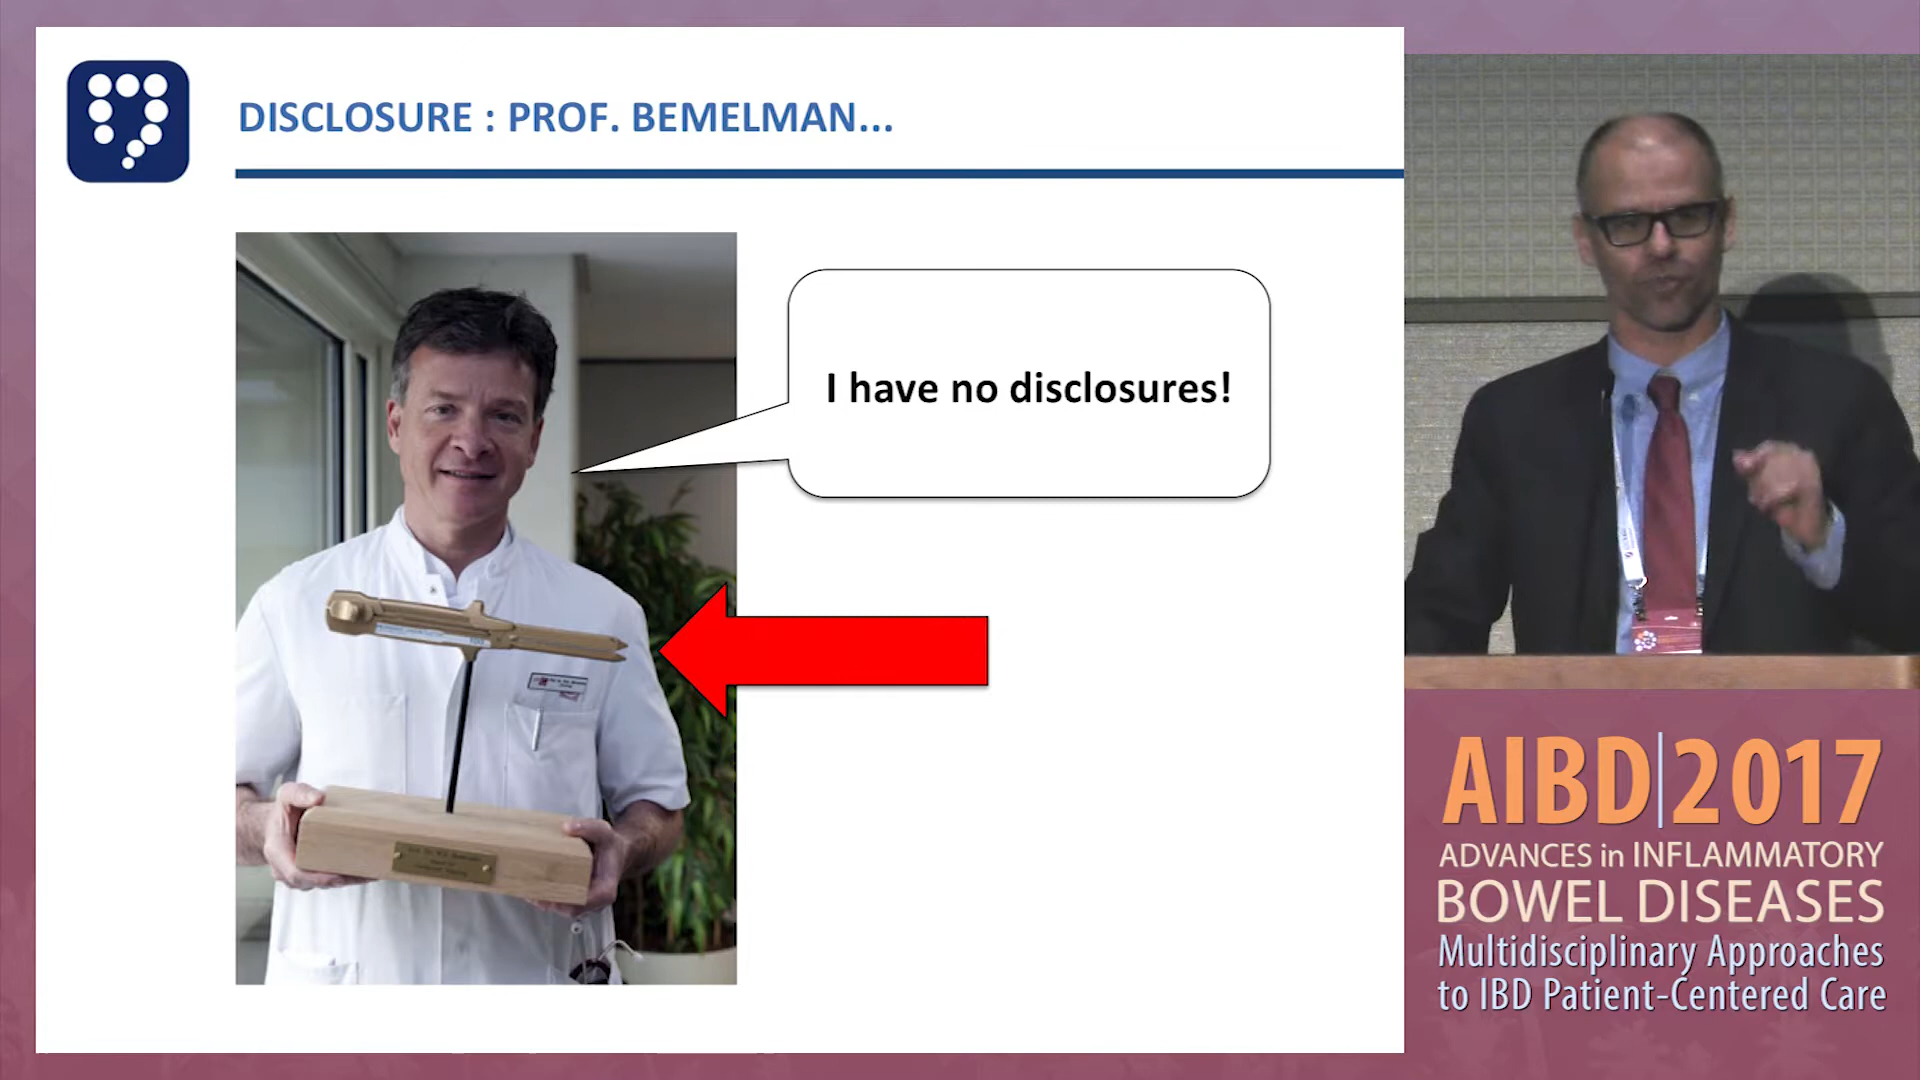 DISCLOSURE : PROF. BEMELMAN...
I have no disclosures!
AIBD|2017
ADVANCES in INFLAMMATORY
BOWEL DISEASES
Multidisciplinary Approaches
to IBD Patient-Centered Care